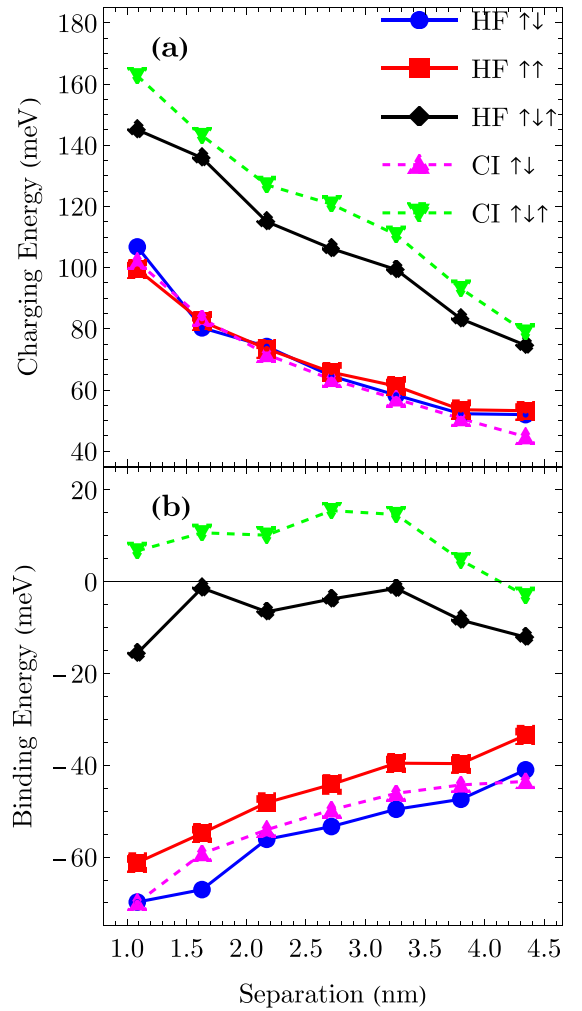 (a)
HF ↑↓
HF ↑↑
HF ↑↓↑
CI ↑↓
CI ↑↓↑
Charging Energy (meV)
180
160
140
120
100
80
60
40
(b)
Binding Energy (meV)
20
0
−20
−40
−60
1.0 1.5 2.0 2.5 3.0 3.5 4.0 4.5
Separation (nm)